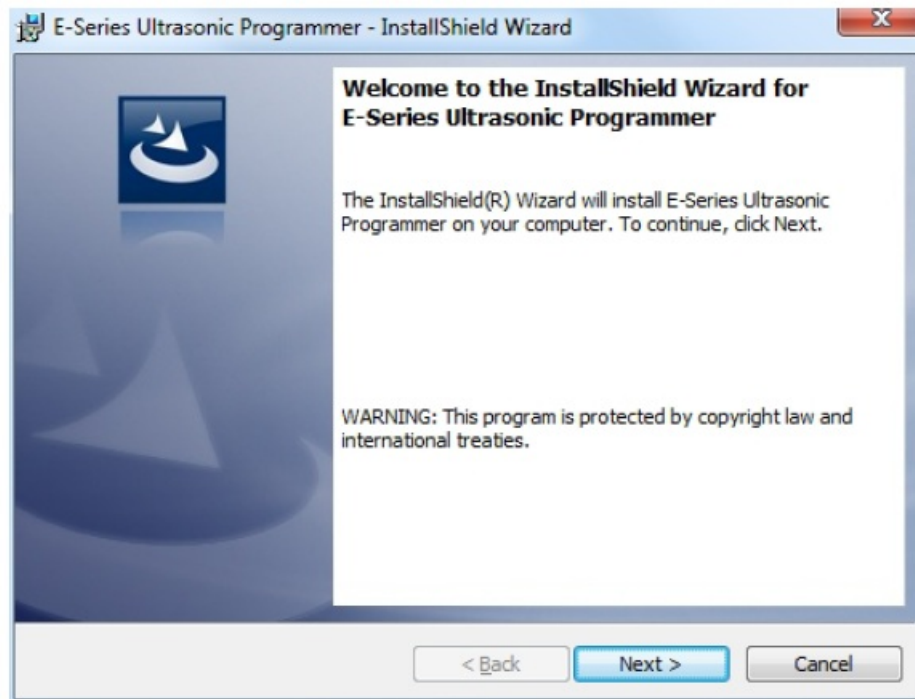 E-Series Ultrasonic Programmer - InstallShield Wizard
Welcome to the InstallShield Wizard for
E-Series Ultrasonic Programmer
The InstallShield(R) Wizard will install E-Series Ultrasonic
Programmer on your computer. To continue, click Next.
WARNING: This program is protected by copyright law and
international treaties.
< Back
Next >
Cancel